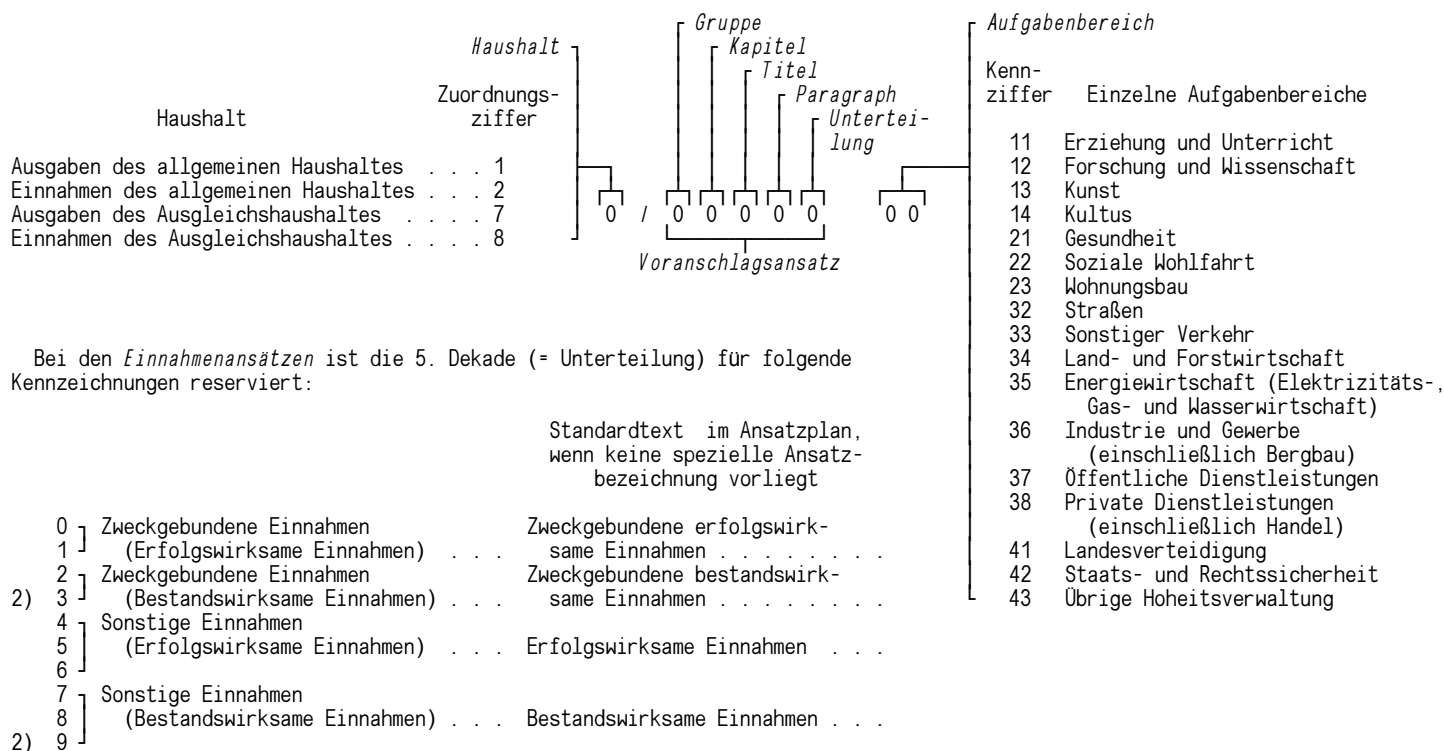 Gruppe
Haushalt
Kapitel
Titel
Paragraph
Untertei-
lung
Zuordnungs-
Haushalt ziffer
Ausgaben des allgemeinen Haushaltes . . . 1
Einnahmen des allgemeinen Haushaltes . . . 2
Ausgaben des Ausgleichshaushaltes . . . . 7
Einnahmen des Ausgleichshaushaltes . . . . 8
0 / 0 0 0 0 0 0 0
Voranschlagsansatz
Aufgabenbereich
Kenn-
ziffer Einzelne Aufgabenbereiche
11 Erziehung und Unterricht
12 Forschung und Wissenschaft
13 Kunst
14 Kultus
21 Gesundheit
22 Soziale Wohlfahrt
23 Wohnungsbau
32 Straßen
33 Sonstiger Verkehr
34 Land- und Forstwirtschaft
35 Energiewirtschaft (Elektrizitäts-,
Gas- und Wasserwirtschaft)
36 Industrie und Gewerbe
(einschließlich Bergbau)
37 Öffentliche Dienstleistungen
38 Private Dienstleistungen
(einschließlich Handel)
41 Landesverteidigung
42 Staats- und Rechtssicherheit
43 Übrige Hoheitsverwaltung
Bei den Einnahmenansätzen ist die 5. Dekade (= Unterteilung) für folgende
Kennzeichnungen reserviert:
Standardtext im Ansatzplan,
wenn keine spezielle Ansatz-
bezeichnung vorliegt
0 Zweckgebundene Einnahmen Zweckgebundene erfolgswirk-
1 (Erfolgswirksame Einnahmen) . . . same Einnahmen . . . . . . . .
2 Zweckgebundene Einnahmen Zweckgebundene bestandswirk-
2) 3 (Bestandswirksame Einnahmen) . . . same Einnahmen . . . . . . . .
4 Sonstige Einnahmen
5 (Erfolgswirksame Einnahmen) . . . Erfolgswirksame Einnahmen . . .
6
7 Sonstige Einnahmen
8 (Bestandswirksame Einnahmen) . . . Bestandswirksame Einnahmen . . .
2) 9